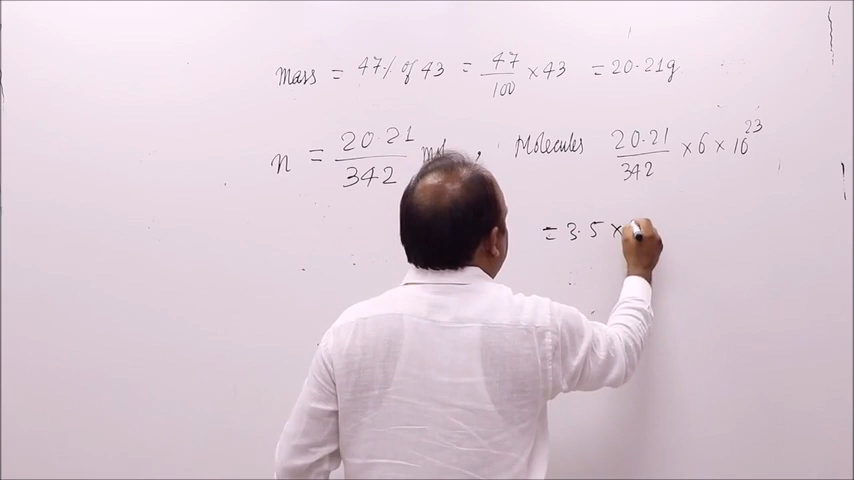 Mass = 47% of 43 = 47/100 × 43 = 20.21g
n = 20.21/342 , Molecules 20.21/342 × 6 × 10^23
= 3.5 ×